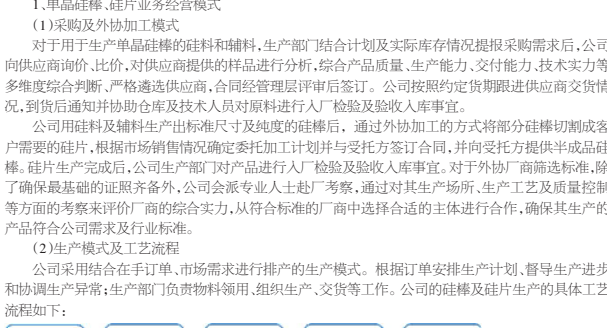 1、单晶硅棒、硅片业务经营模式
(1)采购及外协加工模式
对于用于生产单晶硅棒的硅料和辅料,生产部门结合计划及实际库存情况提报采购需求后,公司
向供应商询价、比价,对供应商提供的样品进行分析,综合产品质量、生产能力、交付能力、技术实力等
多维度综合判断、严格遴选供应商,合同经管理层评审后签订。公司按照约定货期跟进供应商交货情
况,到货后通知并协助仓库及技术人员对原料进行入厂检验及验收入库事宜。
公司用硅料及辅料生产出标准尺寸及纯度的硅棒后，通过外协加工的方式将部分硅棒切割成客
户需要的硅片,根据市场销售情况确定委托加工计划并与受托方签订合同,并向受托方提供半成品硅
棒。硅片生产完成后,公司生产部门对产品进行入厂检验及验收入库事宜。对于外协厂商筛选标准,除
了确保最基础的证照齐备外,公司会派专业人士赴厂考察,通过对其生产场所、生产工艺及质量控制
等方面的考察来评价厂商的综合实力,从符合标准的厂商中选择合适的主体进行合作,确保其生产的
产品符合公司需求及行业标准。
(2)生产模式及工艺流程
公司采用结合在手订单、市场需求进行排产的生产模式。根据订单安排生产计划、督导生产进步
和协调生产异常;生产部门负责物料领用、组织生产、交货等工作。公司的硅棒及硅片生产的具体工艺
流程如下: